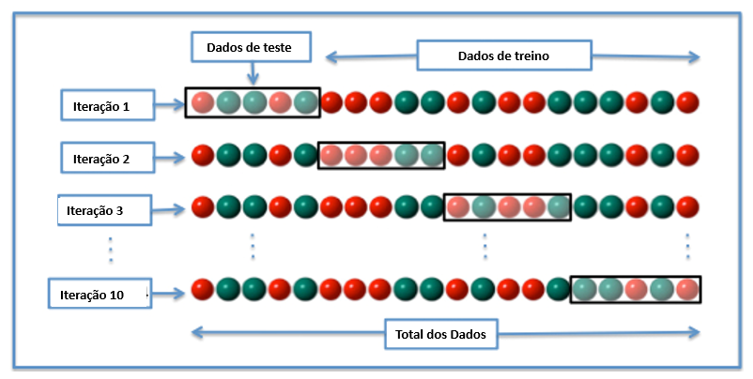 Dados de teste
Dados de treino
Iteração 1
Iteração 2
Iteração 3
Iteração 10
Total dos Dados